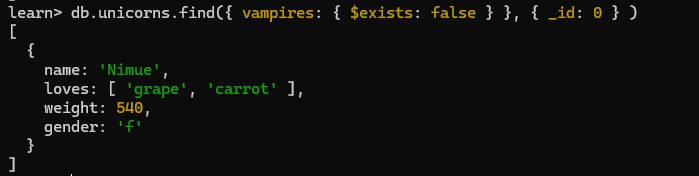 learn> db.unicorns.find({ vampires: { $exists: false } }, { _id: 0 } )
[
  {
    name: 'Nimue',
    loves: [ 'grape', 'carrot' ],
    weight: 540,
    gender: 'f'
  }
]